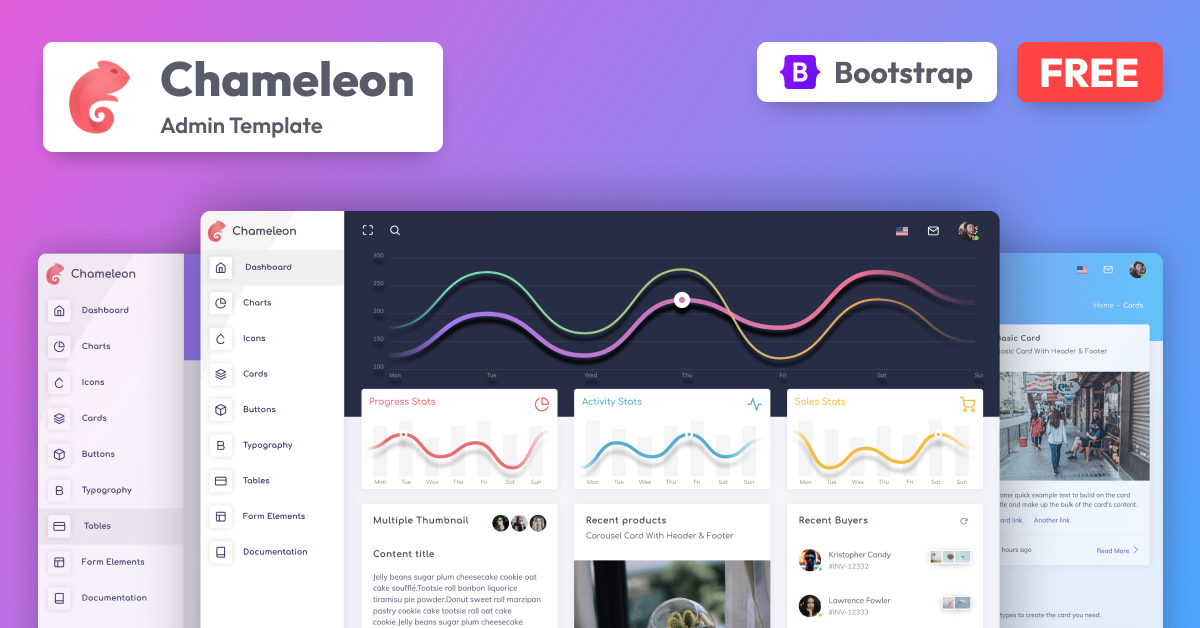 Chameleon
Admin Template
B Bootstrap
FREE
Chameleon
Dashboard
Charts
Icons
Cards
Buttons
B Typography
Tables
Form Elements
Documentation
Chameleon
Dashboard
Charts
Icons
Cards
Buttons
B Typography
Tables
Form Elements
Documentation
300
250
200
150
100
Mon Tue Wed Thu Fri Sat Sun
Progress Stats
Mon Tue Wex Thu Fri Sat Sun
Activity Stats
Mon Tue Wex Thu Fri Sat Sun
Sales Stats
Mon Tue Wex Thu Fri Sat Sun
Multiple Thumbnail
Content title
Jelly beans sugar plum cheesecake cookie oat
cake soufflé.Tootsie roll bonbon liquorice
tiramisu pie powder.Donut sweet roll marzipan
pastry cookie cake tootsie roll oat cake
cookie.Jelly beans sugar plum cheesecake
Recent products
Carousel Card With Header & Footer
Recent Buyers
Kristopher Candy
#INV-12332
Lawrence Fowler
#INV-12333
Home - Cards
Basic Card
Basic Card With Header & Footer
ome quick example text to build on the card
tle and make up the bulk of the card's content.
ard link Another link
hours ago
Read More
types to create the card you need.